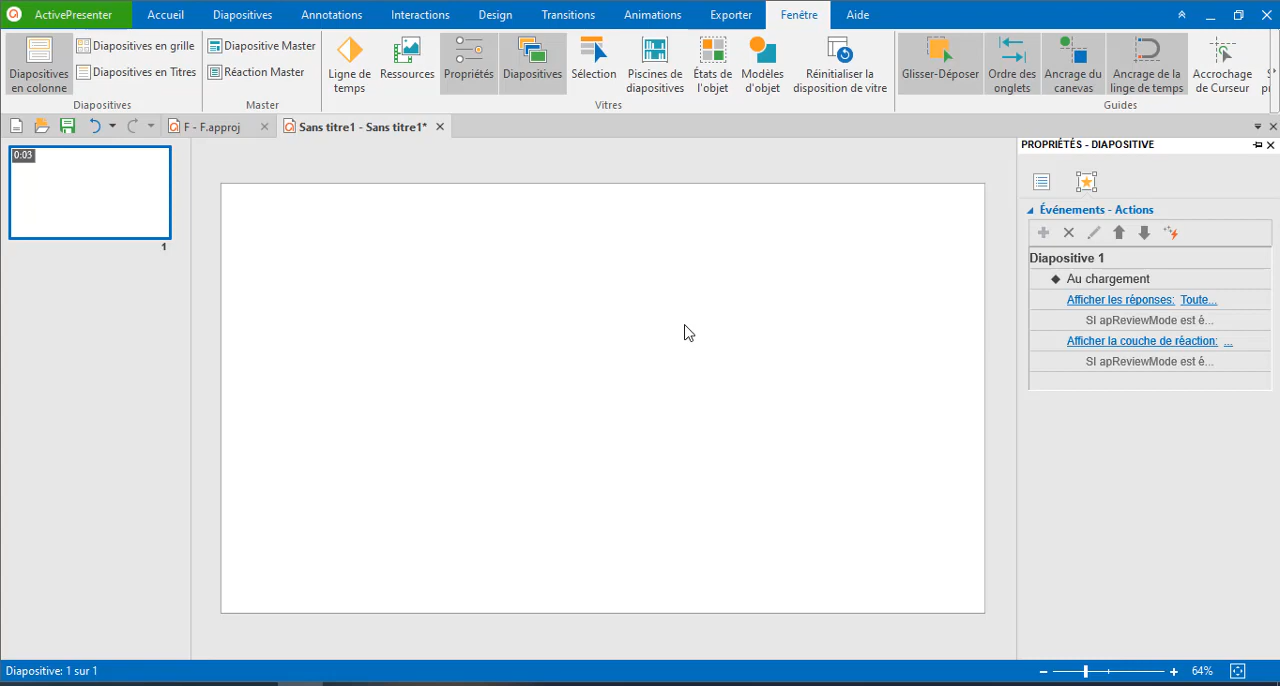 ActivePresenter Accueil Diapositives Annotations Interactions Design Transitions Animations Exporter Fenêtre Aide
Diapositives en colonne
Diapositives en grille
Diapositives en Titres
Diapositives
Diapositive Master
Réaction Master
Master
Ligne de temps
Ressources
Propriétés
Diapositives
Sélection
Piscines de diapositives
États de l'objet
Modèles d'objet
Réinitialiser la disposition de vitre
Vitres
Glisser-Déposer
Ordre des onglets
Ancrage du canevas
Ancrage de la linge de temps
Accrochage de Curseur
Guides
F - F.approj
Sans titre1 - Sans titre1*
0:03
1
PROPRIÉTÉS - DIAPOSITIVE
Événements - Actions
Diapositive 1
Au chargement
Afficher les réponses: Toute...
SI apReviewMode est é...
Afficher la couche de réaction: ...
SI apReviewMode est é...
Diapositive: 1 sur 1
64%